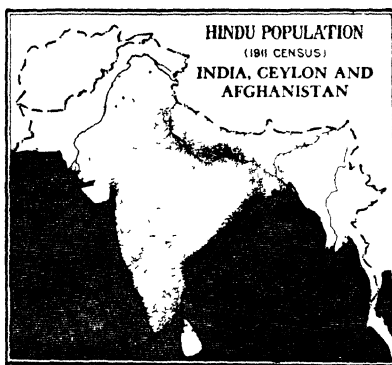 HINDU POPULATION
(1911 CENSUS)
INDIA, CEYLON AND
AFGHANISTAN